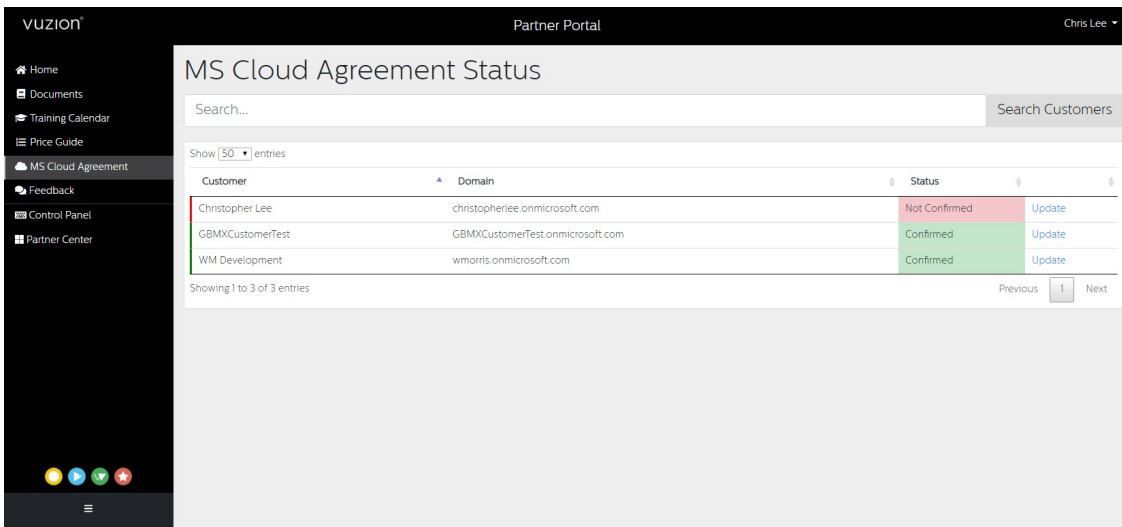 vuzion®
Partner Portal
Chris Lee
Home
Documents
Training Calendar
Price Guide
MS Cloud Agreement
Feedback
Control Panel
Partner Center
MS Cloud Agreement Status
Search...
Search Customers
Show 50 entries
Customer Domain Status
Christopher Lee christopherlee.onmicrosoft.com Not Confirmed Update
GBMXCustomerTest GBMXCustomerTest.onmicrosoft.com Confirmed Update
WM Development wmorris.onmicrosoft.com Confirmed Update
Showing 1 to 3 of 3 entries
Previous 1 Next